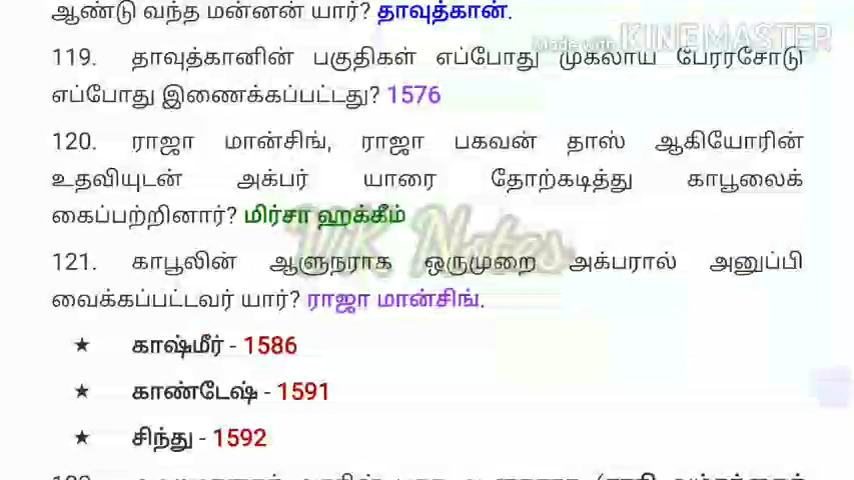 ஆண்டு வந்த மன்னன் யார்? தாவுத்கான்.
Made with KINEMASTER
119. தாவுத்கானின் பகுதிகள் எப்போது முகலாய பேரரசோடு
எப்போது இணைக்கப்பட்டது? 1576
120. ராஜா மான்சிங், ராஜா பகவன் தாஸ் ஆகியோரின்
உதவியுடன் அக்பர் யாரை தோற்கடித்து காபூலைக்
கைப்பற்றினார்? மிர்சா ஹக்கீம்
VK Notes
121. காபூலின் ஆளுநராக ஒருமுறை அக்பரால் அனுப்பி
வைக்கப்பட்டவர் யார்? ராஜா மான்சிங்.
★ காஷ்மீர் - 1586
★ காண்டேஷ் - 1591
★ சிந்து - 1592